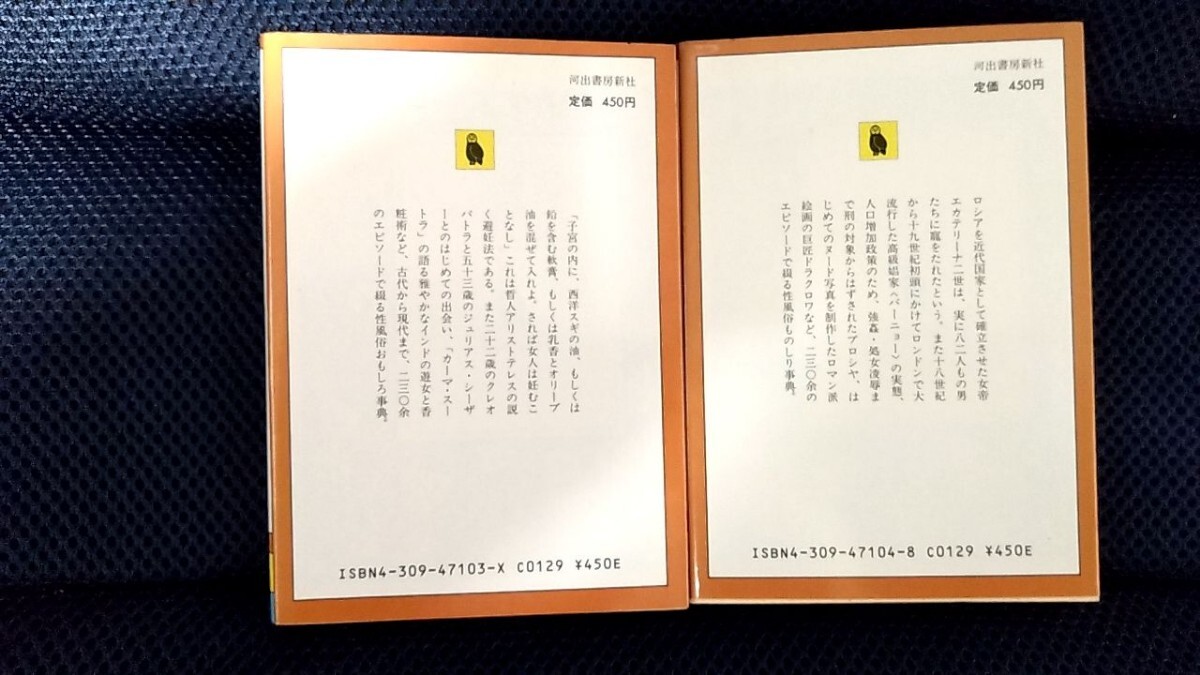 河出書房新社
定価 450円
「子宮の内に、西洋スギの油、もしくは
鉛を含む軟膏、もしくは乳香とオリーブ
油を混ぜて入れよ。されば女人は妊むこ
となし」これは哲人アリストテレスの説
く避妊法である。また二十二歳のクレオ
パトラと五十三歳のジュリアス・シーザ
ーとのはじめての出会い、「カーマ・スー
トラ」の語る雅やかなインドの遊女と香
粧術など、古代から現代まで、二三〇余
のエピソードで綴る性風俗おもしろ事典。
ISBN4-309-47103-X C0129 ¥450E
河出書房新社
定価 450円
ロシアを近代国家として確立させた女帝
エカテリーナ二世は、実に八二人もの男
たちに寵をたれたという。また十八世紀
から十九世紀初頭にかけてロンドンで大
流行した高級娼家〈バーニョー〉の実態、
人口増加政策のため、強姦・処女凌辱ま
で刑の対象からはずされたプロシヤ、は
じめてのヌード写真を制作したロマン派
絵画の巨匠ドラクロワなど、二三〇余の
エピソードで綴る性風俗ものしり事典。
ISBN4-309-47104-8 C0129 ¥450E